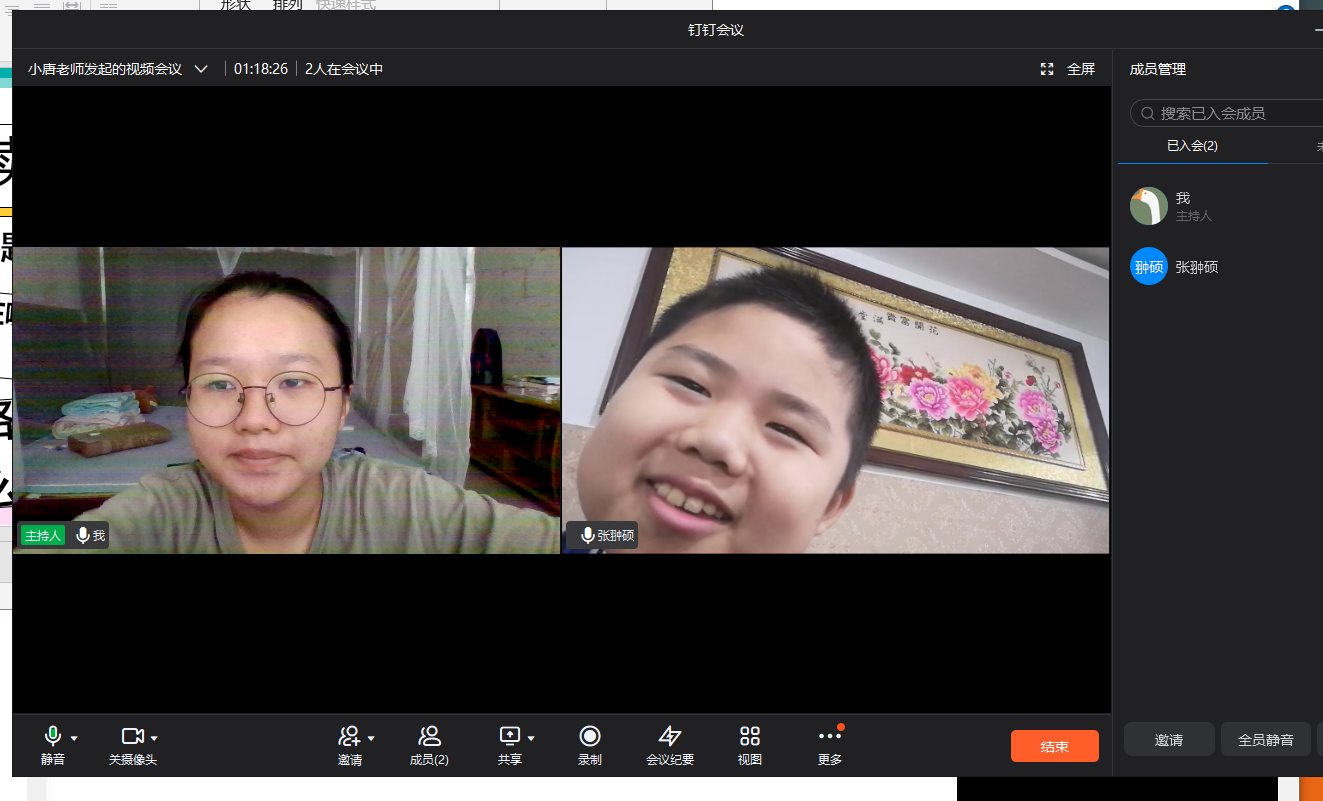 形状
排列
快速样式
钉钉会议
小唐老师发起的视频会议
01:18:26
2人在会议中
全屏
成员管理
搜索已入会成员
已入会(2)
我
主持人
翀硕
张翀硕
堂满貴富開花
主持人
我
张翀硕
静音
关摄像头
邀请
成员(2)
共享
录制
会议纪要
视图
更多
结束
邀请
全员静音